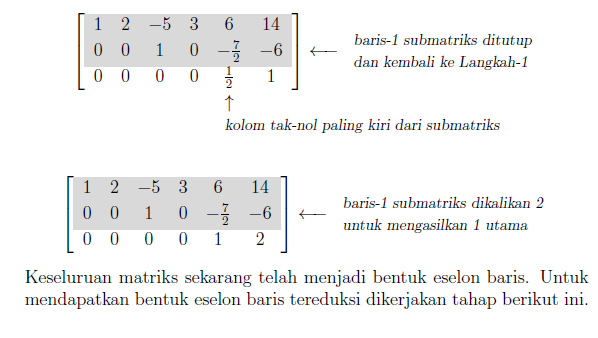 1 2 −5 3 6 14
0 0 1 0 −7/2 −6
0 0 0 0 1/2 1
← baris-1 submatriks ditutup
dan kembali ke Langkah-1
↑
kolom tak-nol paling kiri dari submatriks
1 2 −5 3 6 14
0 0 1 0 −7/2 −6
0 0 0 0 1 2
← baris-1 submatriks dikalikan 2
untuk mengasilkan 1 utama
Keseluruan matriks sekarang telah menjadi bentuk eselon baris. Untuk
mendapatkan bentuk eselon baris tereduksi dikerjakan tahap berikut ini.